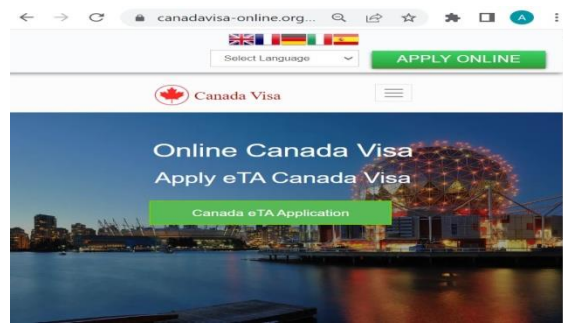 canadavisa-online.org...
A
Select Language
APPLY ONLINE
Canada Visa
Online Canada Visa
Apply eTA Canada Visa
Canada eTA Application